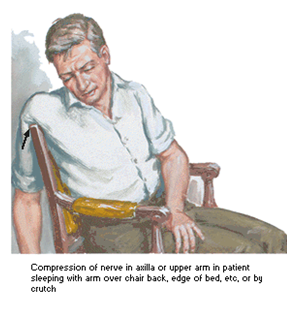 Compression of nerve in axilla or upper arm in patient
sleeping with arm over chair back, edge of bed, etc, or by
crutch